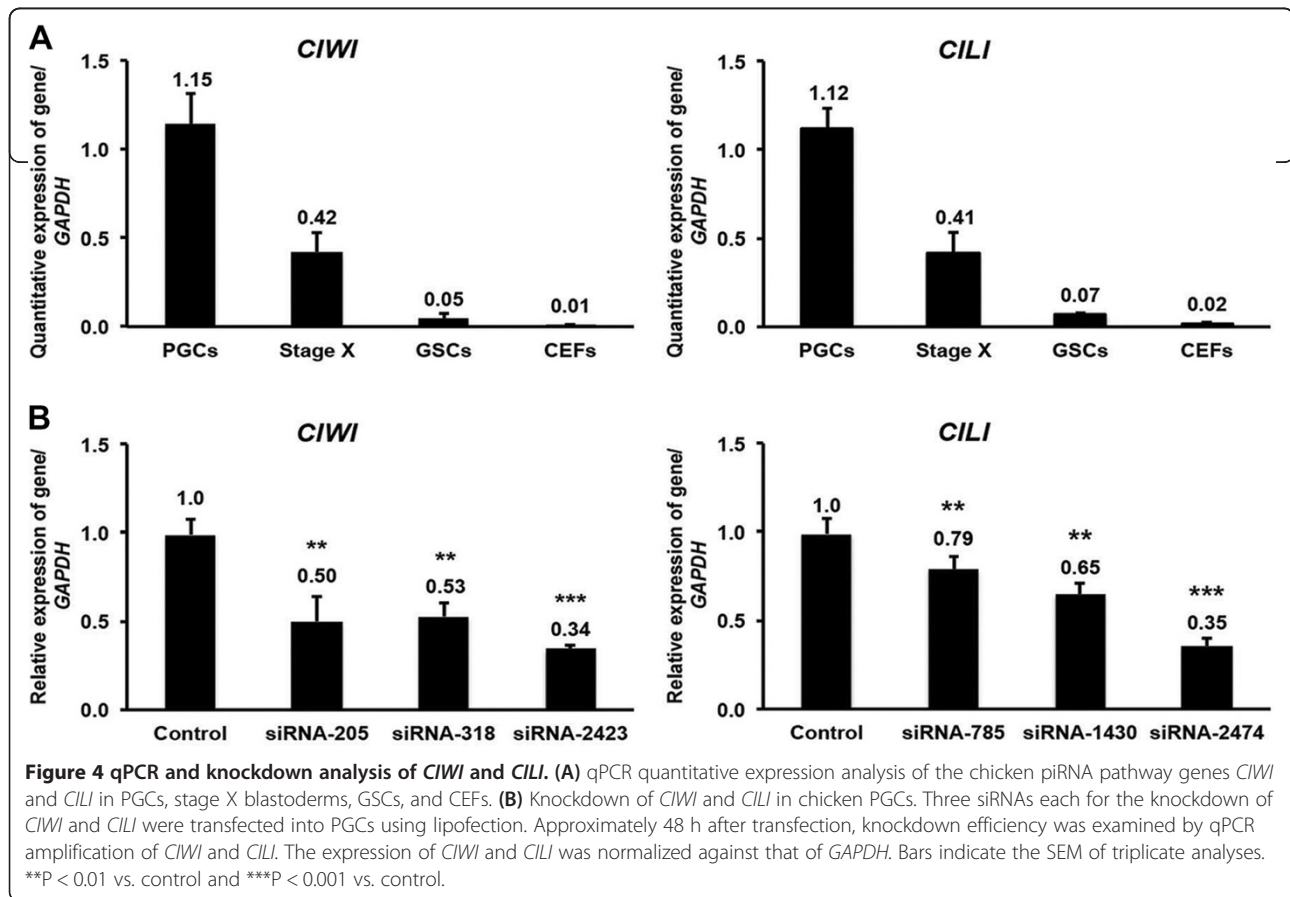 A
CIWI
CILI
Quantitative expression of gene/
GAPDH
1.5
1.0
0.5
0.0
1.15
0.42
0.05
0.01
PGCs Stage X GSCs CEFs
Quantitative expression of gene/
GAPDH
1.5
1.0
0.5
0.0
1.12
0.41
0.07
0.02
PGCs Stage X GSCs CEFs
B
CIWI
CILI
Relative expression of gene/
GAPDH
1.5
1.0
0.5
0.0
1.0
**
0.50
**
0.53
***
0.34
Control siRNA-205 siRNA-318 siRNA-2423
Relative expression of gene/
GAPDH
1.5
1.0
0.5
0.0
1.0
**
0.79
**
0.65
***
0.35
Control siRNA-785 siRNA-1430 siRNA-2474
Figure 4 qPCR and knockdown analysis of CIWI and CILI. (A) qPCR quantitative expression analysis of the chicken piRNA pathway genes CIWI
and CILI in PGCs, stage X blastoderms, GSCs, and CEFs. (B) Knockdown of CIWI and CILI in chicken PGCs. Three siRNAs each for the knockdown of
CIWI and CILI were transfected into PGCs using lipofection. Approximately 48 h after transfection, knockdown efficiency was examined by qPCR
amplification of CIWI and CILI. The expression of CIWI and CILI was normalized against that of GAPDH. Bars indicate the SEM of triplicate analyses.
**P < 0.01 vs. control and ***P < 0.001 vs. control.